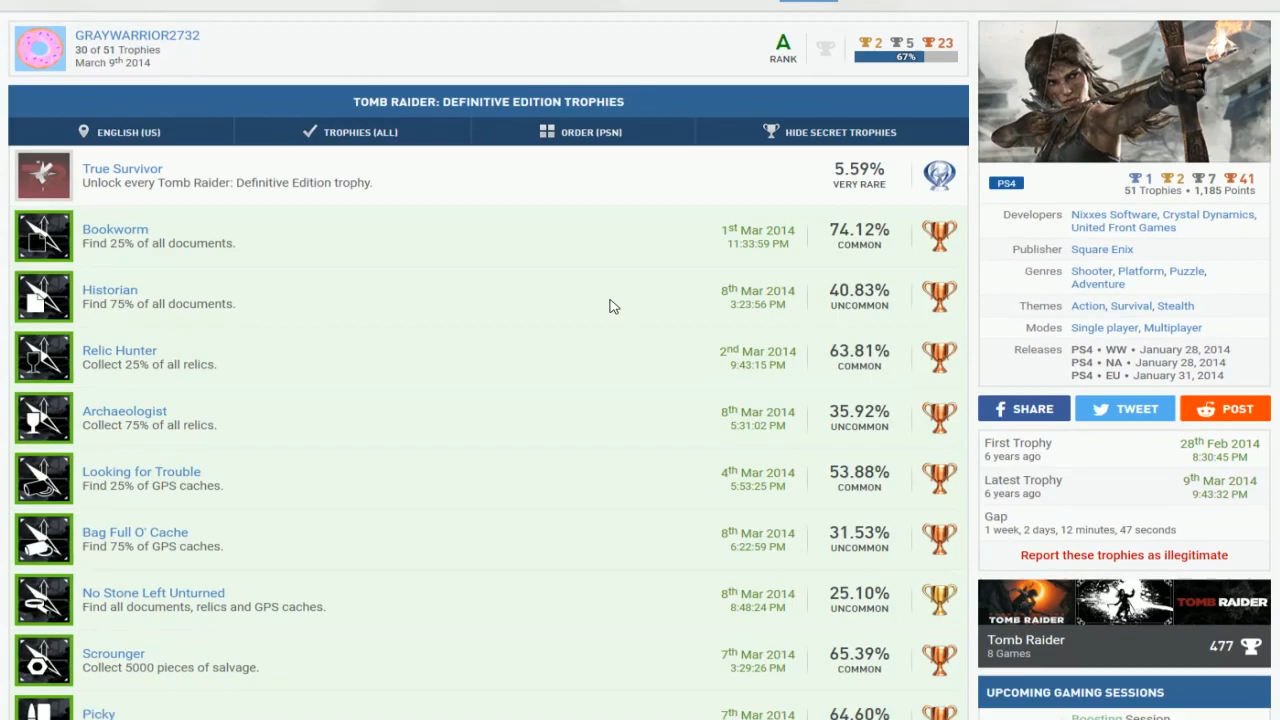 GRAYWARRIOR2732
30 of 51 Trophies
March 9th 2014
A
RANK
2 5 23
67%
TOMB RAIDER: DEFINITIVE EDITION TROPHIES
ENGLISH (US) TROPHIES (ALL) ORDER (PSN) HIDE SECRET TROPHIES
True Survivor
Unlock every Tomb Raider: Definitive Edition trophy.
5.59%
VERY RARE
Bookworm
Find 25% of all documents.
1st Mar 2014
11:33:59 PM
74.12%
COMMON
Historian
Find 75% of all documents.
8th Mar 2014
3:23:56 PM
40.83%
UNCOMMON
Relic Hunter
Collect 25% of all relics.
2nd Mar 2014
9:43:15 PM
63.81%
COMMON
Archaeologist
Collect 75% of all relics.
8th Mar 2014
5:31:02 PM
35.92%
UNCOMMON
Looking for Trouble
Find 25% of GPS caches.
4th Mar 2014
5:53:25 PM
53.88%
COMMON
Bag Full O' Cache
Find 75% of GPS caches.
8th Mar 2014
6:22:59 PM
31.53%
UNCOMMON
No Stone Left Unturned
Find all documents, relics and GPS caches.
8th Mar 2014
8:48:24 PM
25.10%
UNCOMMON
Scrounger
Collect 5000 pieces of salvage.
7th Mar 2014
3:29:26 PM
65.39%
COMMON
Picky
7th Mar 2014
64.60%
PS4
1 2 7 41
51 Trophies • 1,185 Points
Developers Nixxes Software, Crystal Dynamics,
United Front Games
Publisher Square Enix
Genres Shooter, Platform, Puzzle,
Adventure
Themes Action, Survival, Stealth
Modes Single player, Multiplayer
Releases PS4 • WW • January 28, 2014
PS4 • NA • January 28, 2014
PS4 • EU • January 31, 2014
SHARE TWEET POST
First Trophy
6 years ago
28th Feb 2014
8:30:45 PM
Latest Trophy
6 years ago
9th Mar 2014
9:43:32 PM
Gap
1 week, 2 days, 12 minutes, 47 seconds
Report these trophies as illegitimate
TOMB RAIDER TOMB RAIDER
Tomb Raider
8 Games
477
UPCOMING GAMING SESSIONS
Boosting Session